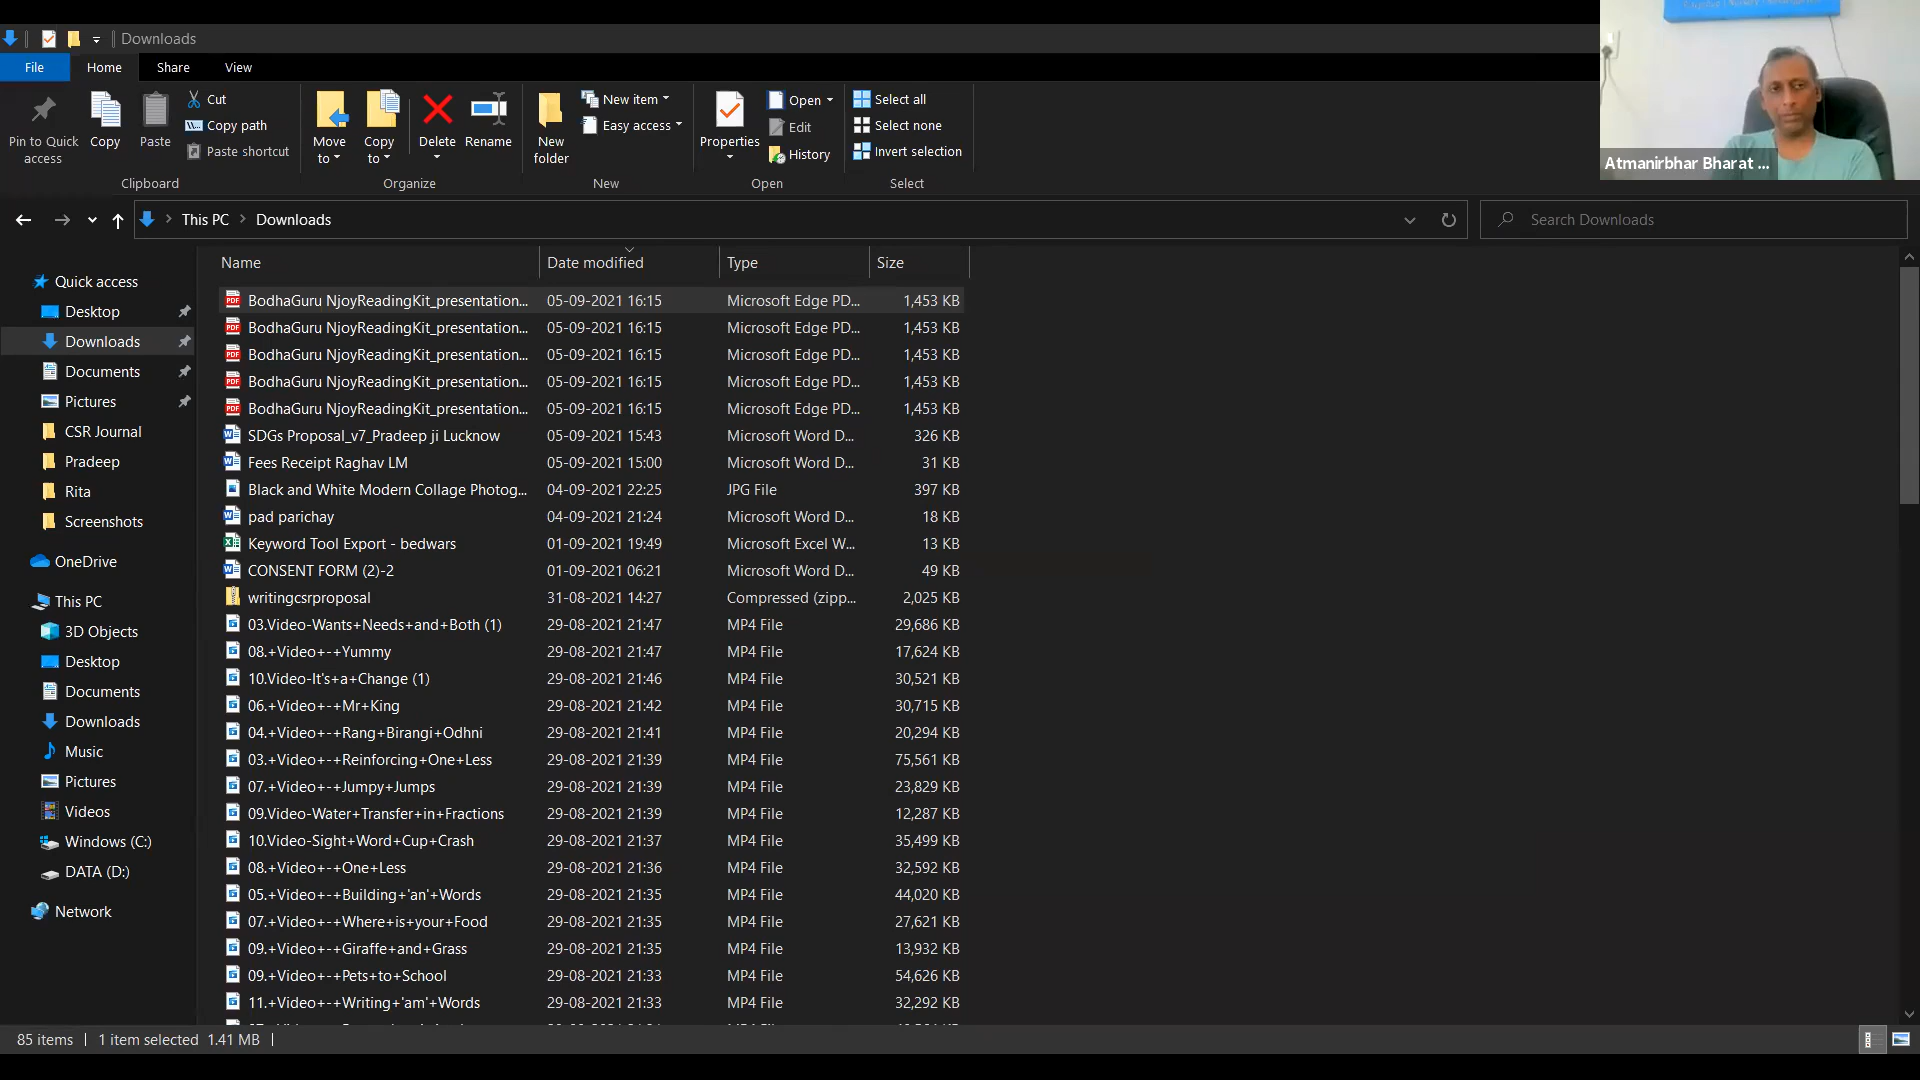 Downloads
File Home Share View
Pin to Quick access
Copy
Paste
Cut
Copy path
Paste shortcut
Clipboard
Move to
Copy to
Delete
Rename
Organize
New folder
New item
Easy access
New
Properties
Open
Edit
History
Open
Select all
Select none
Invert selection
Select
Atmanirbhar Bharat ...
This PC Downloads
Search Downloads
Quick access
Desktop
Downloads
Documents
Pictures
CSR Journal
Pradeep
Rita
Screenshots
OneDrive
This PC
3D Objects
Desktop
Documents
Downloads
Music
Pictures
Videos
Windows (C:)
DATA (D:)
Network
Name Date modified Type Size
BodhaGuru NjoyReadingKit_presentation... 05-09-2021 16:15 Microsoft Edge PD... 1,453 KB
BodhaGuru NjoyReadingKit_presentation... 05-09-2021 16:15 Microsoft Edge PD... 1,453 KB
BodhaGuru NjoyReadingKit_presentation... 05-09-2021 16:15 Microsoft Edge PD... 1,453 KB
BodhaGuru NjoyReadingKit_presentation... 05-09-2021 16:15 Microsoft Edge PD... 1,453 KB
BodhaGuru NjoyReadingKit_presentation... 05-09-2021 16:15 Microsoft Edge PD... 1,453 KB
SDGs Proposal_v7_Pradeep ji Lucknow 05-09-2021 15:43 Microsoft Word D... 326 KB
Fees Receipt Raghav LM 05-09-2021 15:00 Microsoft Word D... 31 KB
Black and White Modern Collage Photog... 04-09-2021 22:25 JPG File 397 KB
pad parichay 04-09-2021 21:24 Microsoft Word D... 18 KB
Keyword Tool Export - bedwars 01-09-2021 19:49 Microsoft Excel W... 13 KB
CONSENT FORM (2)-2 01-09-2021 06:21 Microsoft Word D... 49 KB
writingcsrproposal 31-08-2021 14:27 Compressed (zipp... 2,025 KB
03.Video-Wants+Needs+and+Both (1) 29-08-2021 21:47 MP4 File 29,686 KB
08.+Video+-+Yummy 29-08-2021 21:47 MP4 File 17,624 KB
10.Video-It's+a+Change (1) 29-08-2021 21:46 MP4 File 30,521 KB
06.+Video+-+Mr+King 29-08-2021 21:42 MP4 File 30,715 KB
04.+Video+-+Rang+Birangi+Odhni 29-08-2021 21:41 MP4 File 20,294 KB
03.+Video+-+Reinforcing+One+Less 29-08-2021 21:39 MP4 File 75,561 KB
07.+Video+-+Jumpy+Jumps 29-08-2021 21:39 MP4 File 23,829 KB
09.Video-Water+Transfer+in+Fractions 29-08-2021 21:39 MP4 File 12,287 KB
10.Video-Sight+Word+Cup+Crash 29-08-2021 21:37 MP4 File 35,499 KB
08.+Video+-+One+Less 29-08-2021 21:36 MP4 File 32,592 KB
05.+Video+-+Building+'an'+Words 29-08-2021 21:35 MP4 File 44,020 KB
07.+Video+-+Where+is+your+Food 29-08-2021 21:35 MP4 File 27,621 KB
09.+Video+-+Giraffe+and+Grass 29-08-2021 21:35 MP4 File 13,932 KB
09.+Video+-+Pets+to+School 29-08-2021 21:33 MP4 File 54,626 KB
11.+Video+-+Writing+'am'+Words 29-08-2021 21:33 MP4 File 32,292 KB
85 items 1 item selected 1.41 MB